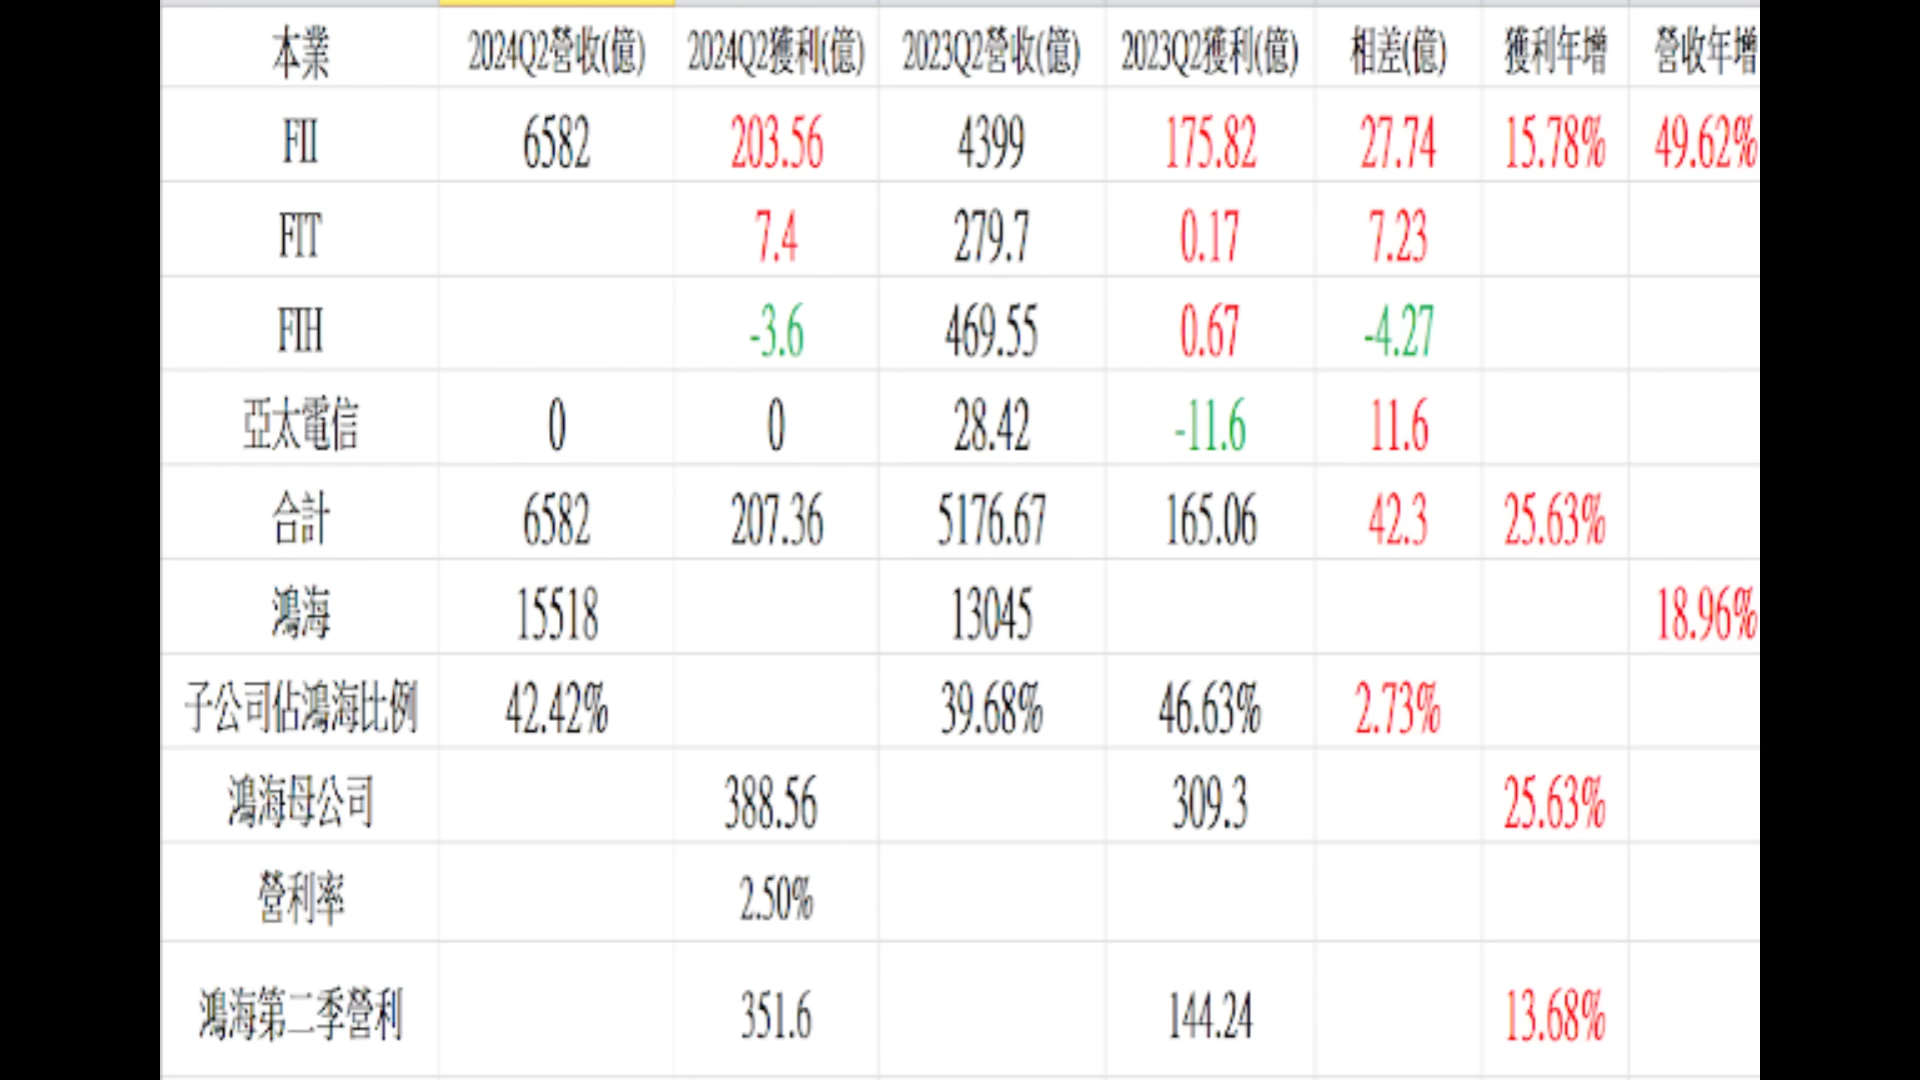 本業 2024Q2營收(億) 2024Q2獲利(億) 2023Q2營收(億) 2023Q2獲利(億) 相差(億) 獲利年增 營收年增
FII 6582 203.56 4399 175.82 27.74 15.78% 49.62%
FIT 7.4 279.7 0.17 7.23
FIH -3.6 469.55 0.67 -4.27
亞太電信 0 0 28.42 -11.6 11.6
合計 6582 207.36 5176.67 165.06 42.3 25.63%
鴻海 15518 13045 18.96%
子公司佔鴻海比例 42.42% 39.68% 46.63% 2.73%
鴻海母公司 388.56 309.3 25.63%
營利率 2.50%
鴻海第二季營利 351.6 144.24 13.68%